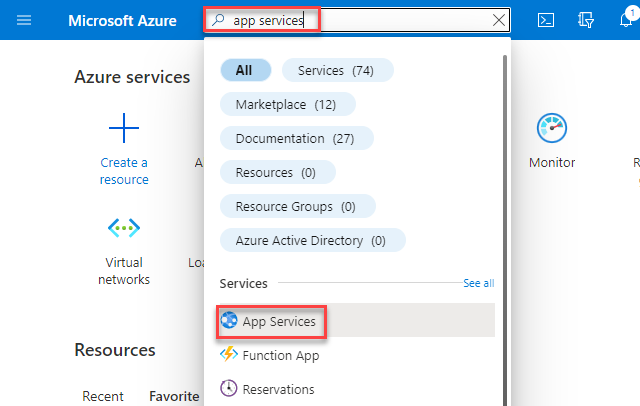 Microsoft Azure
app services
1
All
Services (74)
Marketplace (12)
Documentation (27)
Resources (0)
Resource Groups (0)
Azure Active Directory (0)
Services
See all
App Services
Function App
Reservations
Azure services
Create a
resource
A
Monitor
R
Virtual
networks
Loa
Resources
Recent
Favorite